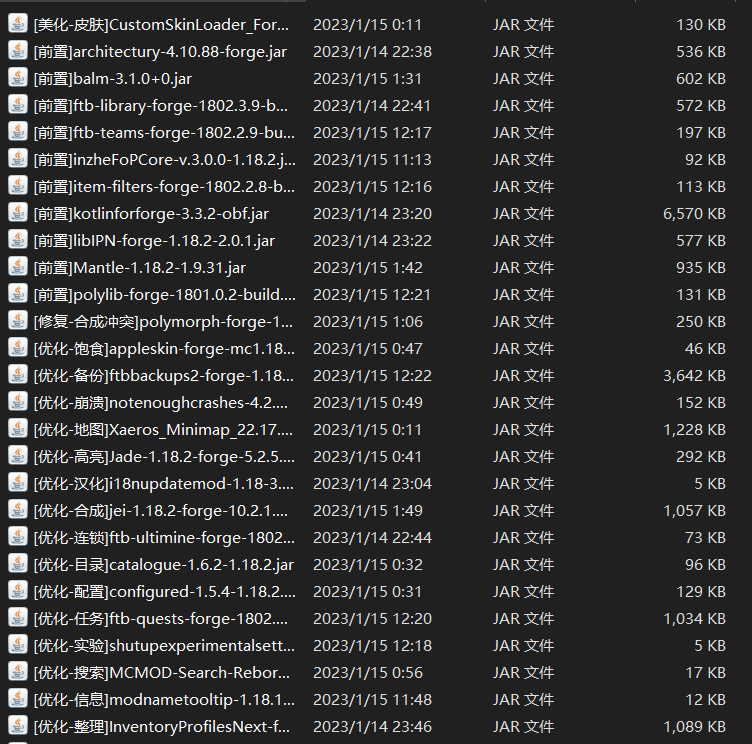 [美化-皮肤]CustomSkinLoader_For... 2023/1/15 0:11 JAR 文件 130 KB
[前置]architectury-4.10.88-forge.jar 2023/1/14 22:38 JAR 文件 536 KB
[前置]balm-3.1.0+0.jar 2023/1/15 1:31 JAR 文件 602 KB
[前置]ftb-library-forge-1802.3.9-b... 2023/1/14 22:41 JAR 文件 572 KB
[前置]ftb-teams-forge-1802.2.9-bu... 2023/1/15 12:17 JAR 文件 197 KB
[前置]inzheFoPCore-v.3.0.0-1.18.2.j... 2023/1/15 11:13 JAR 文件 92 KB
[前置]item-filters-forge-1802.2.8-b... 2023/1/15 12:16 JAR 文件 113 KB
[前置]kotlinforforge-3.3.2-obf.jar 2023/1/14 23:20 JAR 文件 6,570 KB
[前置]libIPN-forge-1.18.2-2.0.1.jar 2023/1/14 23:22 JAR 文件 577 KB
[前置]Mantle-1.18.2-1.9.31.jar 2023/1/15 1:42 JAR 文件 935 KB
[前置]polylib-forge-1801.0.2-build.... 2023/1/15 12:21 JAR 文件 131 KB
[修复-合成冲突]polymorph-forge-1... 2023/1/15 1:06 JAR 文件 250 KB
[优化-饱食]appleskin-forge-mc1.18... 2023/1/15 0:47 JAR 文件 46 KB
[优化-备份]ftbbackups2-forge-1.18... 2023/1/15 12:22 JAR 文件 3,642 KB
[优化-崩溃]notenoughcrashes-4.2.... 2023/1/15 0:49 JAR 文件 152 KB
[优化-地图]Xaeros_Minimap_22.17.... 2023/1/15 0:11 JAR 文件 1,228 KB
[优化-高亮]Jade-1.18.2-forge-5.2.5.... 2023/1/15 0:41 JAR 文件 292 KB
[优化-汉化]i18nupdatemod-1.18-3.... 2023/1/14 23:04 JAR 文件 5 KB
[优化-合成]jei-1.18.2-forge-10.2.1.... 2023/1/15 1:49 JAR 文件 1,057 KB
[优化-连锁]ftb-ultimine-forge-1802... 2023/1/14 22:44 JAR 文件 73 KB
[优化-目录]catalogue-1.6.2-1.18.2.jar 2023/1/15 0:32 JAR 文件 96 KB
[优化-配置]configured-1.5.4-1.18.2.... 2023/1/15 0:31 JAR 文件 129 KB
[优化-任务]ftb-quests-forge-1802.... 2023/1/15 12:20 JAR 文件 1,034 KB
[优化-实验]shutupexperimentalsett... 2023/1/15 12:18 JAR 文件 5 KB
[优化-搜索]MCMOD-Search-Rebor... 2023/1/15 0:56 JAR 文件 17 KB
[优化-信息]modnametooltip-1.18.1... 2023/1/15 11:48 JAR 文件 12 KB
[优化-整理]InventoryProfilesNext-f... 2023/1/14 23:46 JAR 文件 1,089 KB